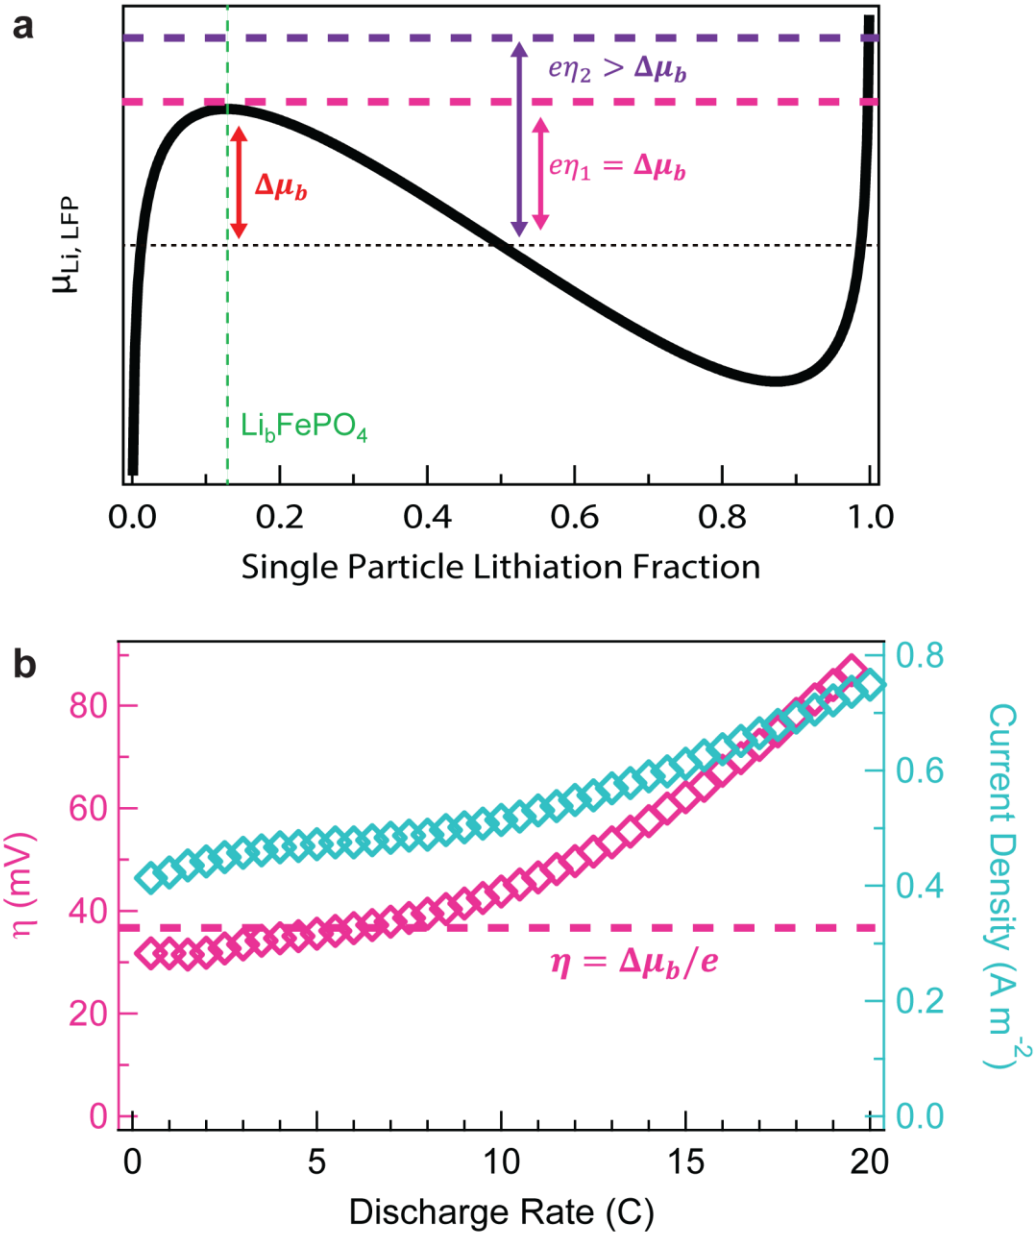 a
μLi, LFP
eη2 > Δμb
eη1 = Δμb
Δμb
LibFePO4
0.0 0.2 0.4 0.6 0.8 1.0
Single Particle Lithiation Fraction
b
η (mV)
80
60
40
20
0
η = Δμb/e
0.8
0.6
0.4
0.2
0.0
Current Density (A m-2)
0 5 10 15 20
Discharge Rate (C)